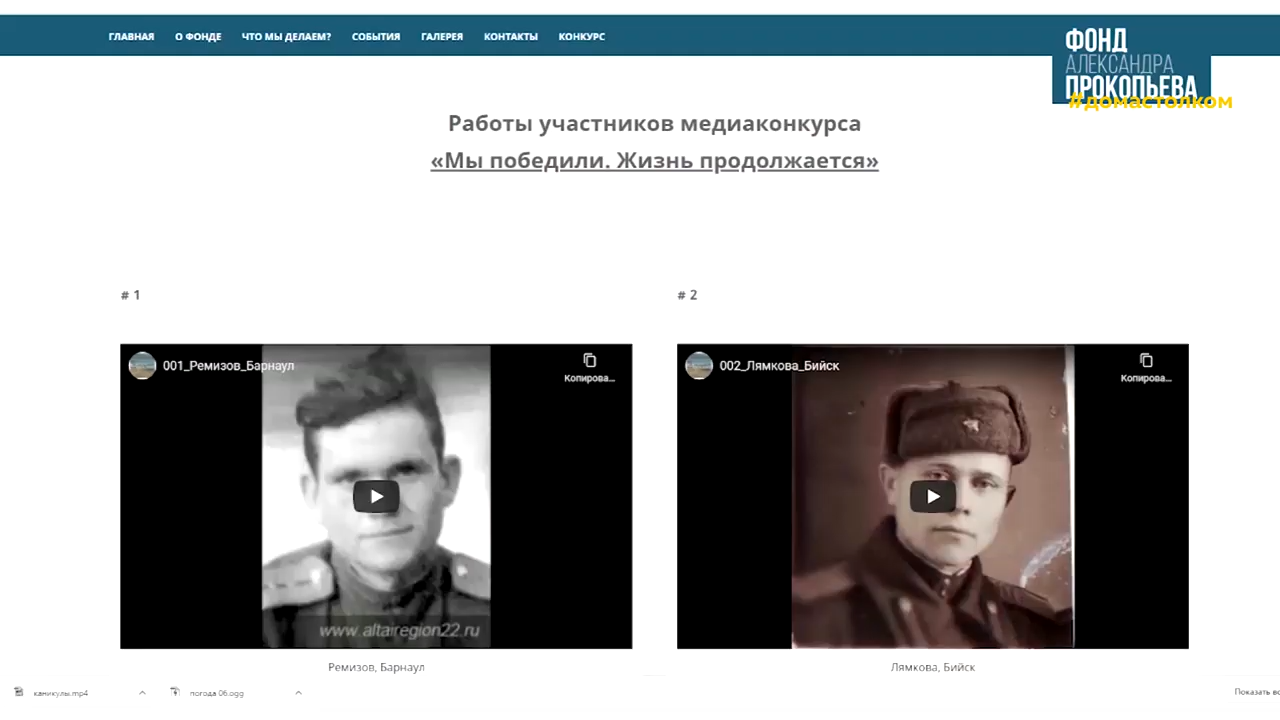 ГЛАВНАЯ О ФОНДЕ ЧТО МЫ ДЕЛАЕМ? СОБЫТИЯ ГАЛЕРЕЯ КОНТАКТЫ КОНКУРС
ФОНД
АЛЕКСАНДРА
ПРОКОПЬЕВА
#домастолком
Работы участников медиаконкурса
«Мы победили. Жизнь продолжается»
# 1
# 2
001_Ремизов_Барнаул
Копирова...
002_Лямкова_Бийск
Копирова...
www.altairegion22.ru
Ремизов, Барнаул
Лямкова, Бийск
каникулы.mp4
погода 06.ogg
Показать вс